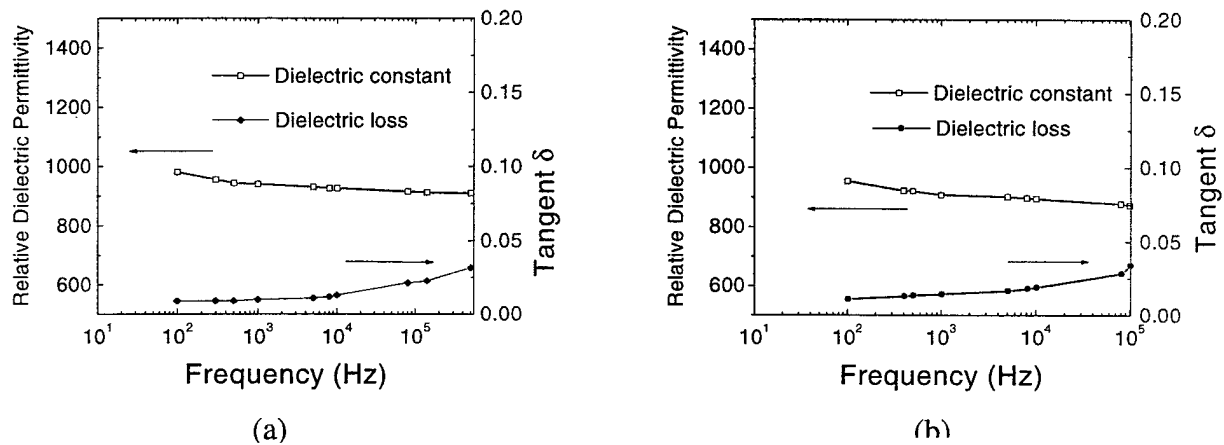 Relative Dielectric Permittivity
1400
1200
1000
800
600
0.20
0.15
0.10
0.05
0.00
Tangent δ
Dielectric constant
Dielectric loss
10¹ 10² 10³ 10⁴ 10⁵
Frequency (Hz)
(a)
Relative Dielectric Permittivity
1400
1200
1000
800
600
0.20
0.15
0.10
0.05
0.00
Tangent δ
Dielectric constant
Dielectric loss
10¹ 10² 10³ 10⁴ 10⁵
Frequency (Hz)
(b)